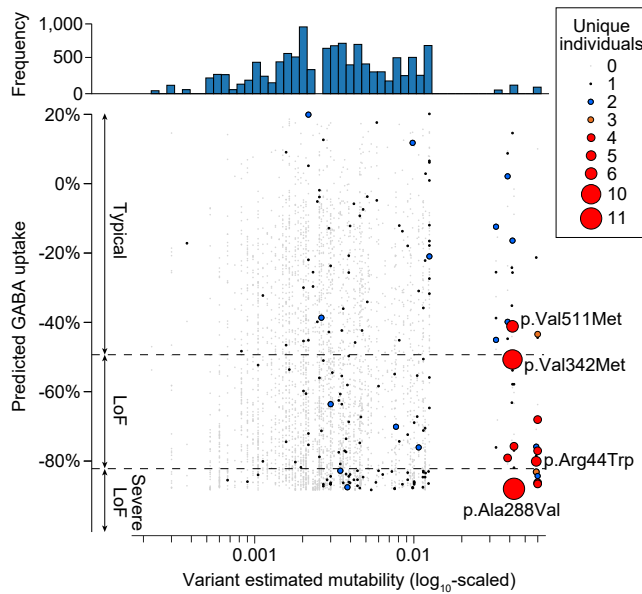 1,000
500
0
Frequency
Unique
individuals
0
1
2
3
4
5
6
10
11
20%
0%
-20%
-40%
-60%
-80%
Predicted GABA uptake
Typical
LoF
Severe
LoF
p.Val511Met
p.Val342Met
p.Arg44Trp
p.Ala288Val
0.001
0.01
Variant estimated mutability (log10-scaled)